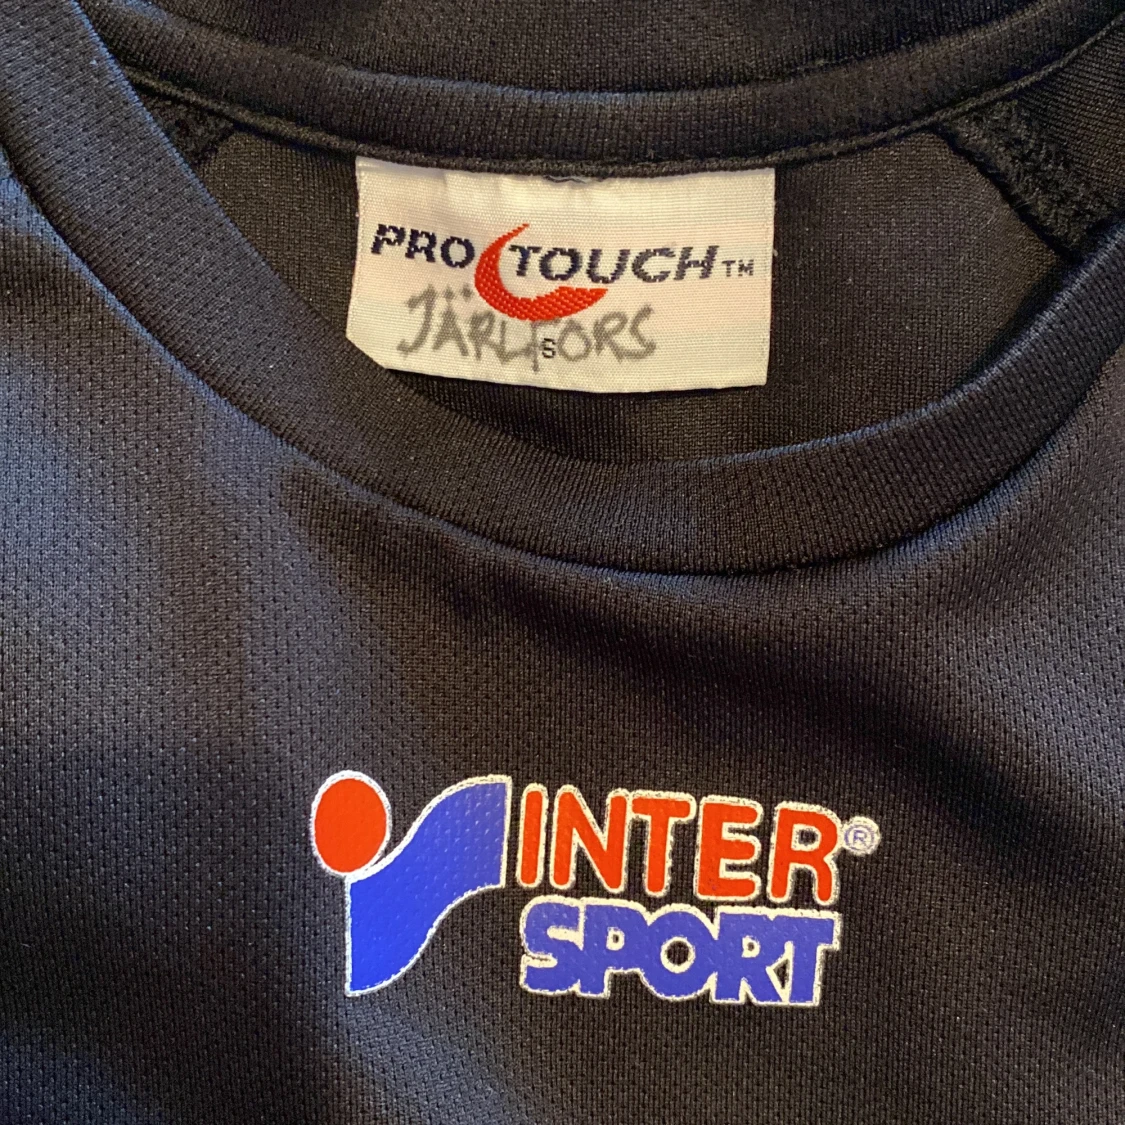 PRO TOUCH™
JÄRLFORS
S
INTER®
SPORT